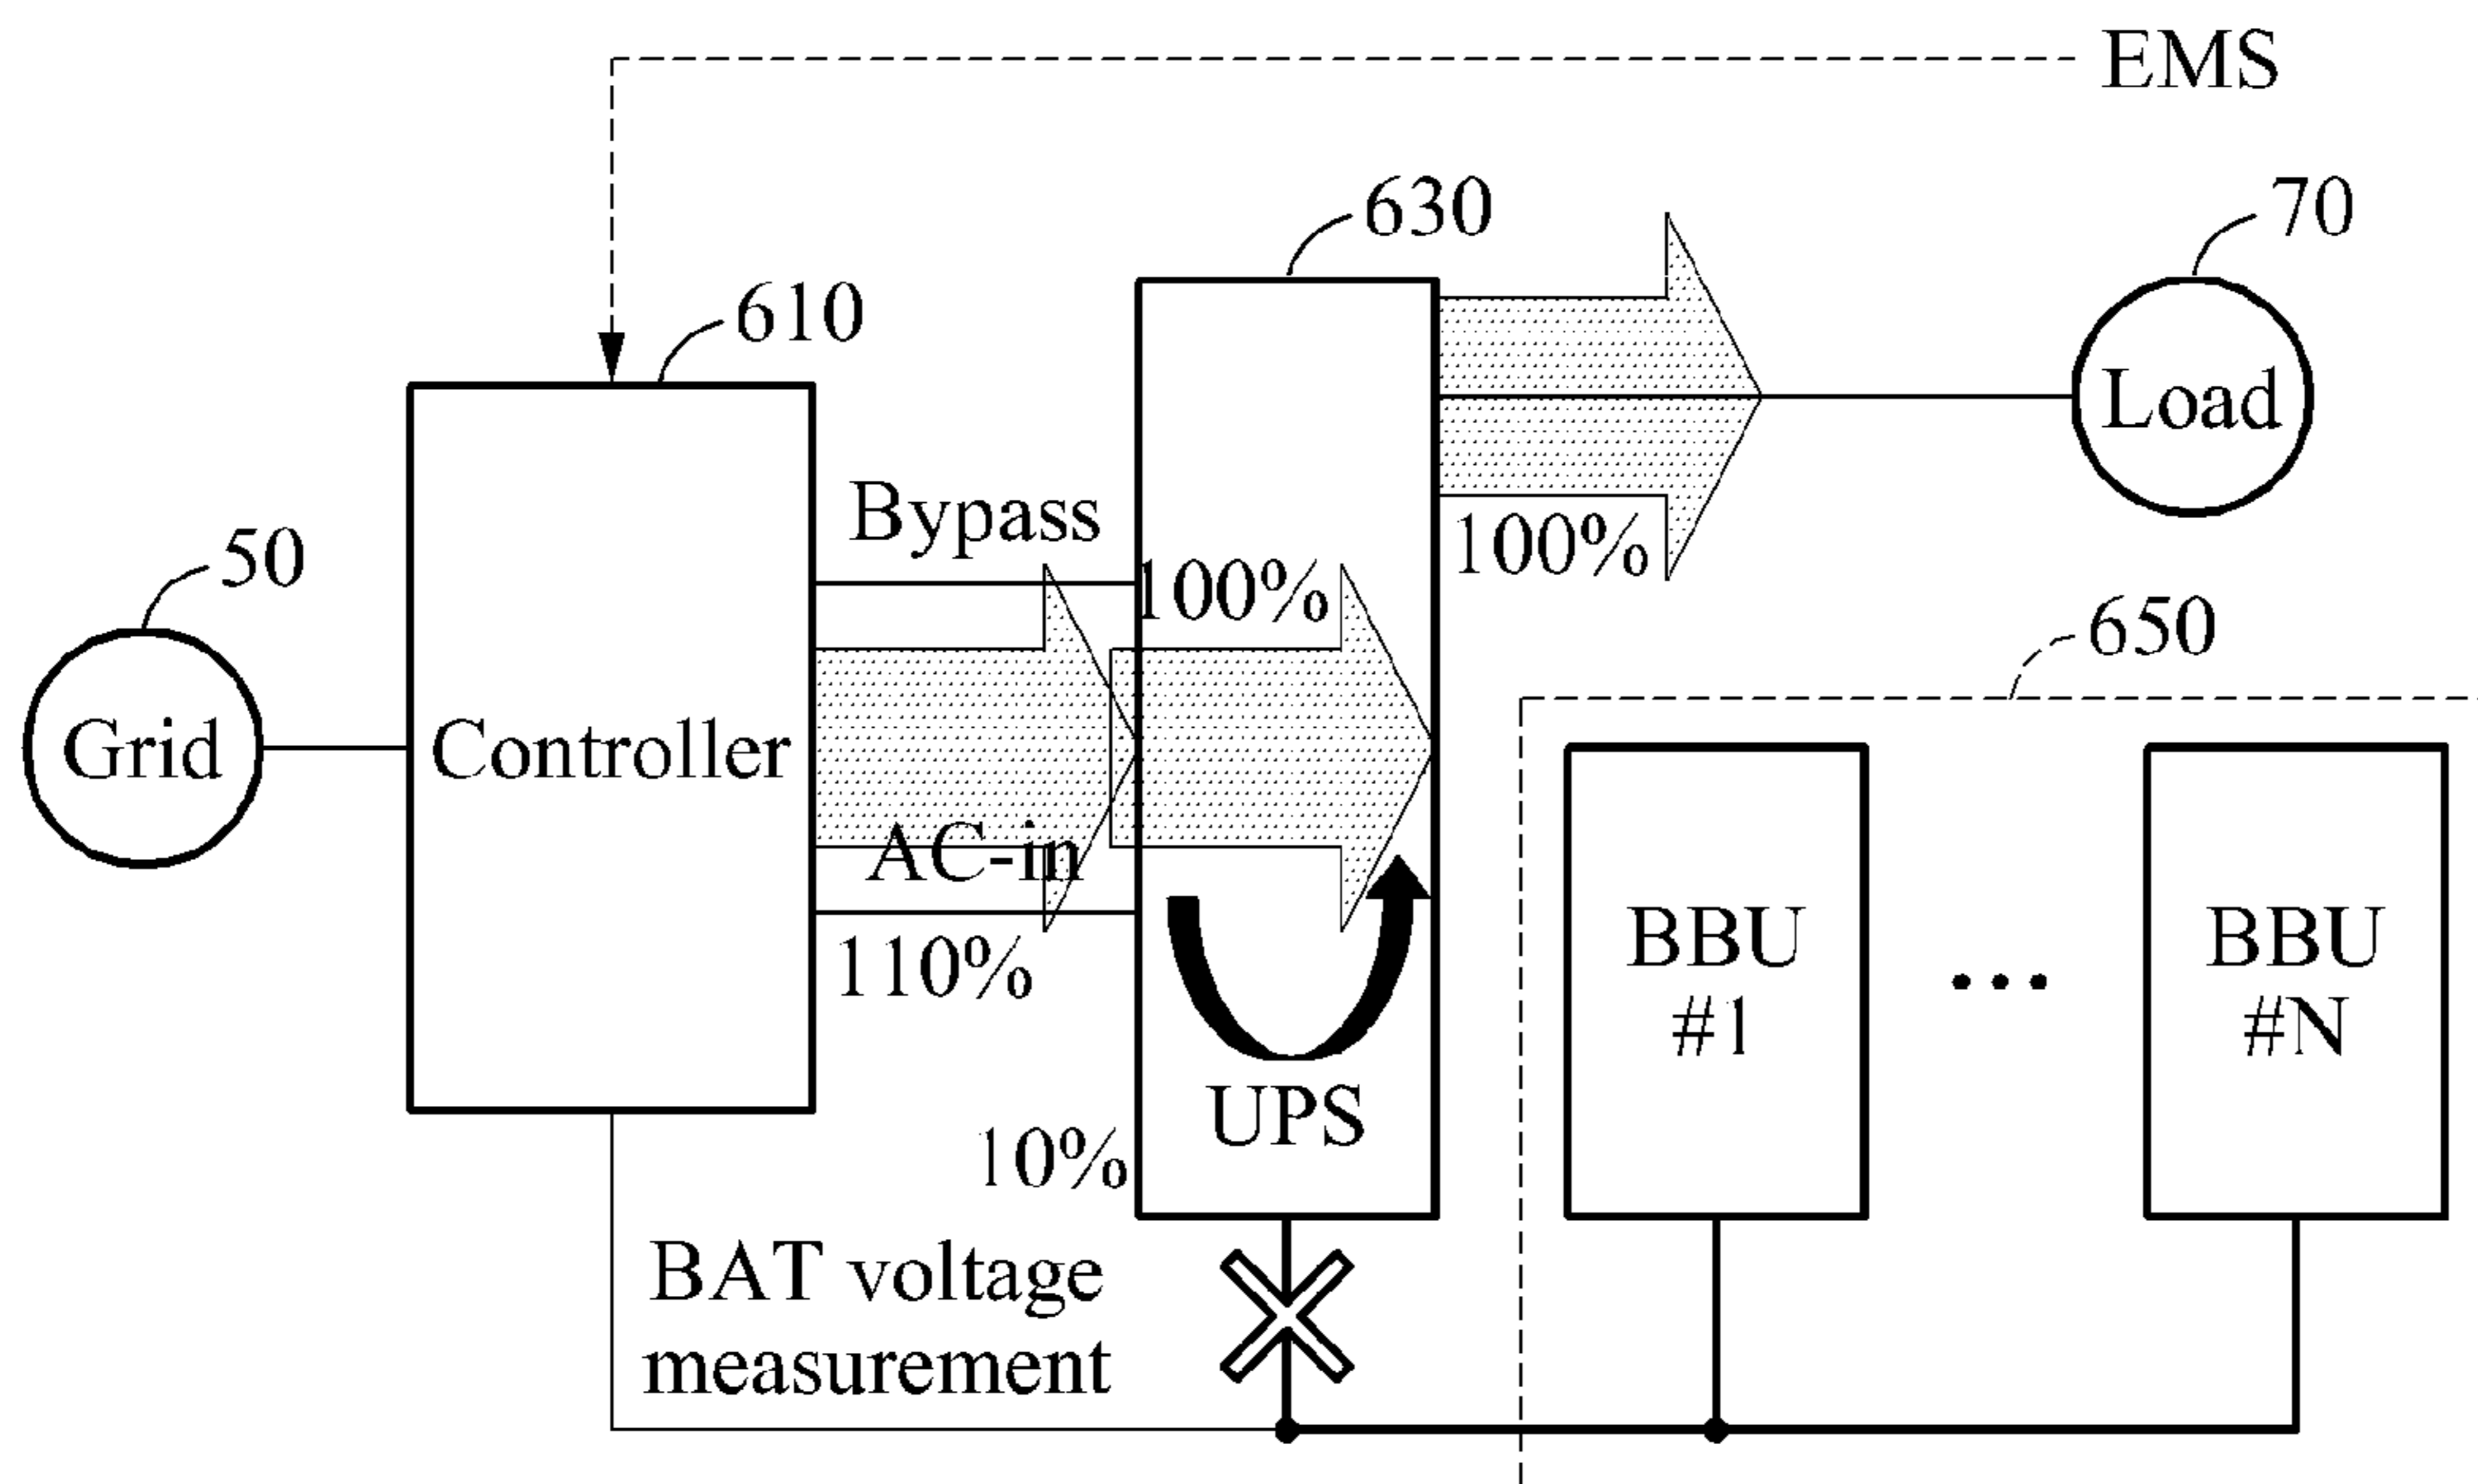 EMS
630
70
610
Load
Bypass
100%
100%
50
650
Grid
Controller
AC-in
110%
BBU
#1
...
BBU
#N
UPS
10%
BAT voltage
measurement